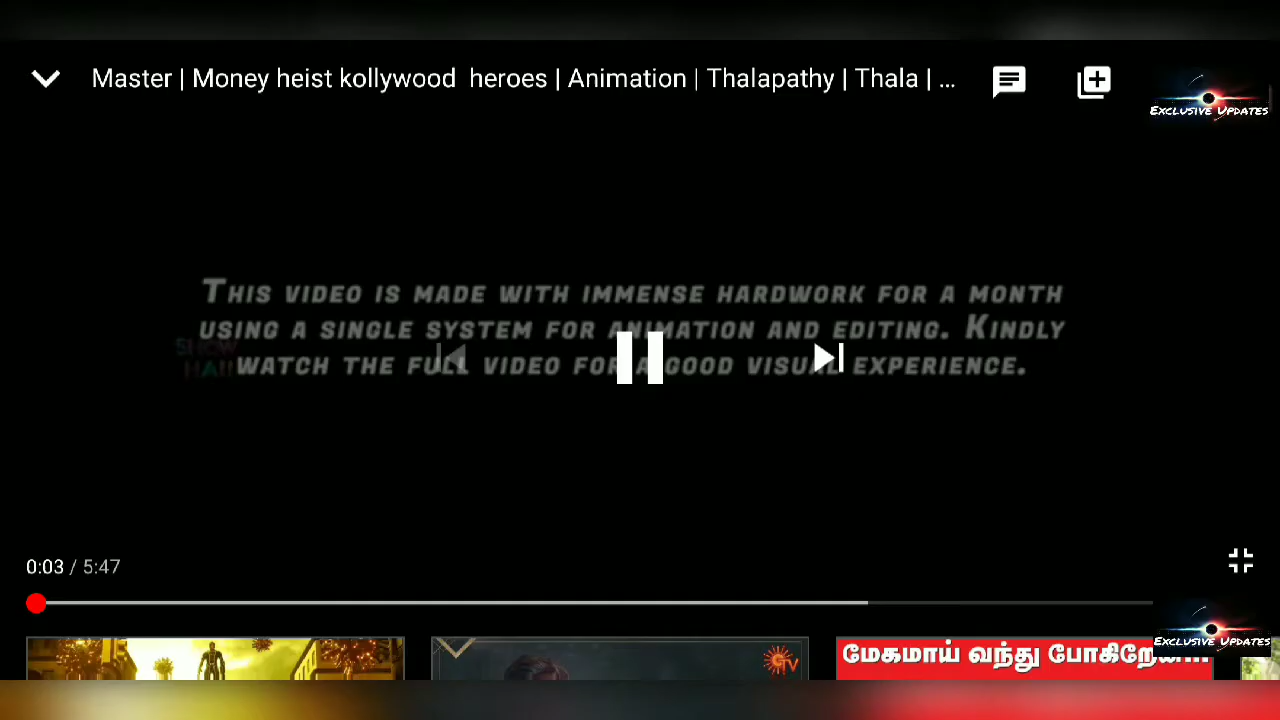 Master | Money heist kollywood heroes | Animation | Thalapathy | Thala | ...
EXCLUSIVE UPDATES
THIS VIDEO IS MADE WITH IMMENSE HARDWORK FOR A MONTH
USING A SINGLE SYSTEM FOR ANIMATION AND EDITING. KINDLY
SHOW
WATCH THE FULL VIDEO FOR A GOOD VISUAL EXPERIENCE.
0:03 / 5:47
EXCLUSIVE UPDATES
TV
மேகமாய் வந்து